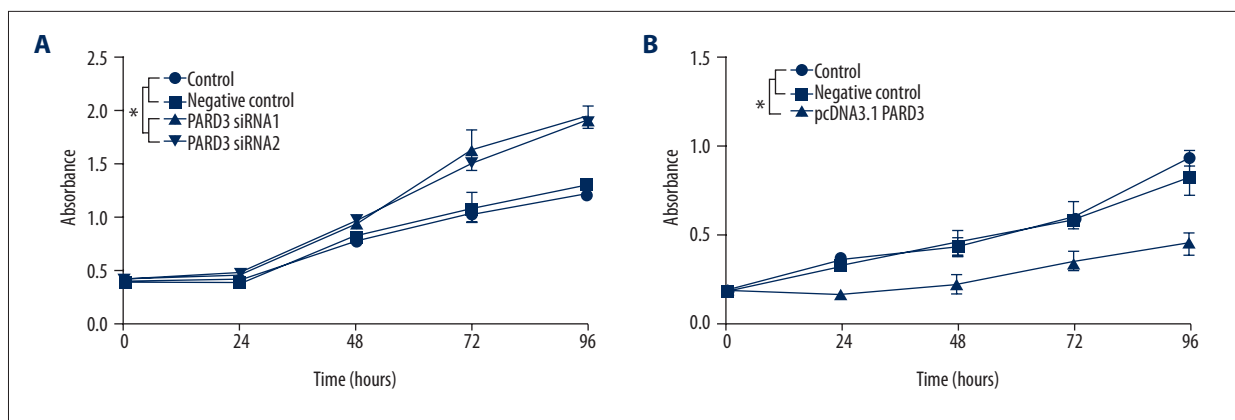 A
2.5
2.0
1.5
1.0
0.5
0.0
Absorbance
*
Control
Negative control
PARD3 siRNA1
PARD3 siRNA2
0 24 48 72 96
Time (hours)
B
1.5
1.0
0.5
0.0
Absorbance
*
Control
Negative control
pcDNA3.1 PARD3
0 24 48 72 96
Time (hours)